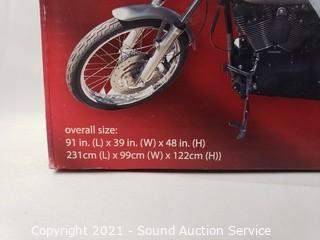 overall size:
91 in. (L) x 39 in. (W) x 48 in. (H)
231cm (L) x 99cm (W) x 122cm (H)}
Copyright 2021 - Sound Auction Service